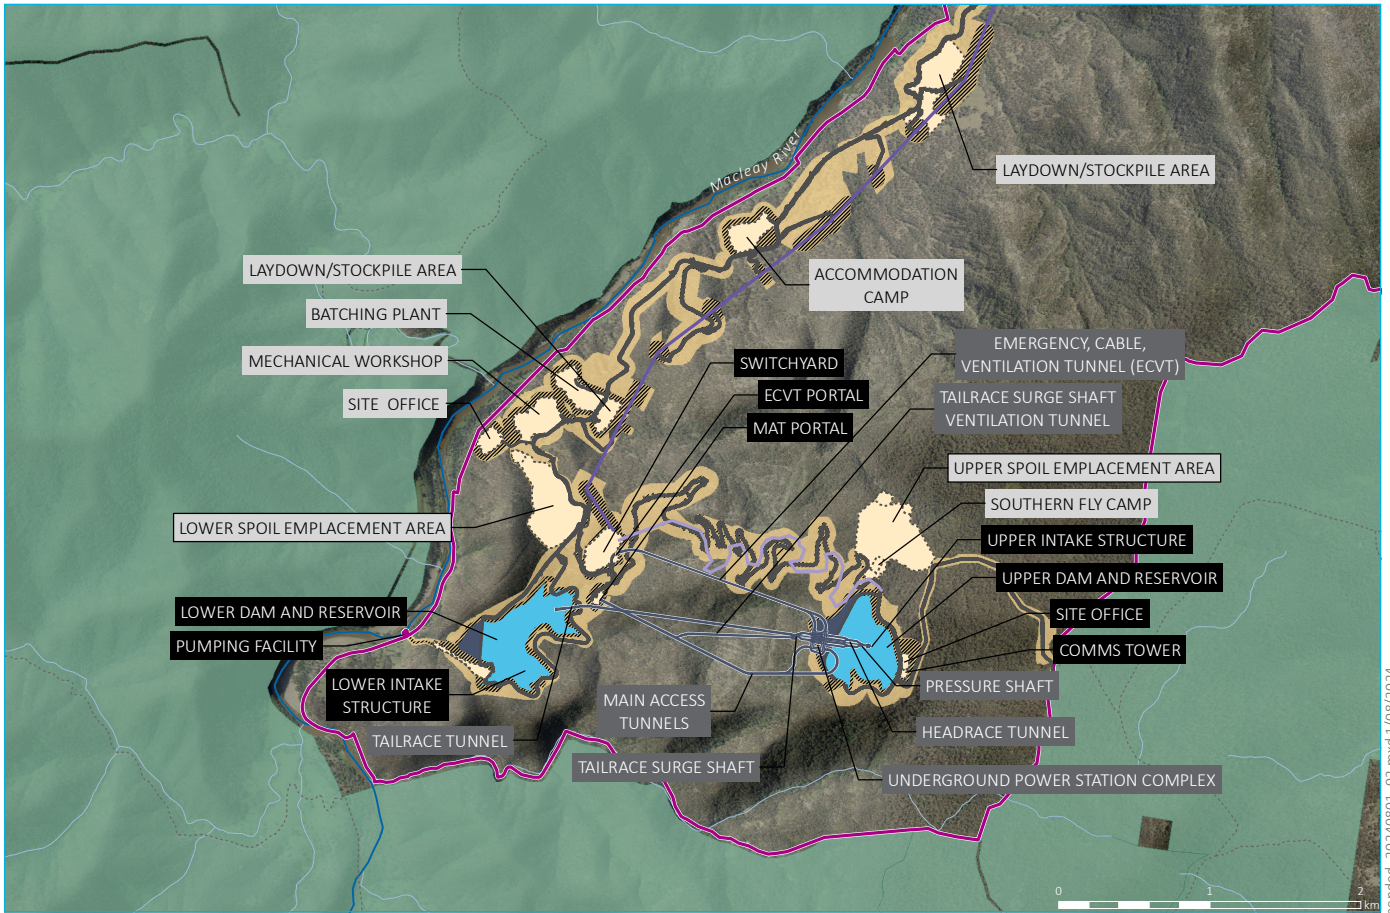 Macleay River
LAYDOWN/STOCKPILE AREA
LAYDOWN/STOCKPILE AREA
ACCOMMODATION
CAMP
BATCHING PLANT
MECHANICAL WORKSHOP
SITE OFFICE
SWITCHYARD
ECVT PORTAL
MAT PORTAL
EMERGENCY, CABLE,
VENTILATION TUNNEL (ECVT)
TAILRACE SURGE SHAFT
VENTILATION TUNNEL
UPPER SPOIL EMPLACEMENT AREA
SOUTHERN FLY CAMP
LOWER SPOIL EMPLACEMENT AREA
UPPER INTAKE STRUCTURE
UPPER DAM AND RESERVOIR
LOWER DAM AND RESERVOIR
SITE OFFICE
PUMPING FACILITY
COMMS TOWER
LOWER INTAKE
STRUCTURE
PRESSURE SHAFT
MAIN ACCESS
TUNNELS
HEADRACE TUNNEL
TAILRACE TUNNEL
TAILRACE SURGE SHAFT
UNDERGROUND POWER STATION COMPLEX
0 1 2
km